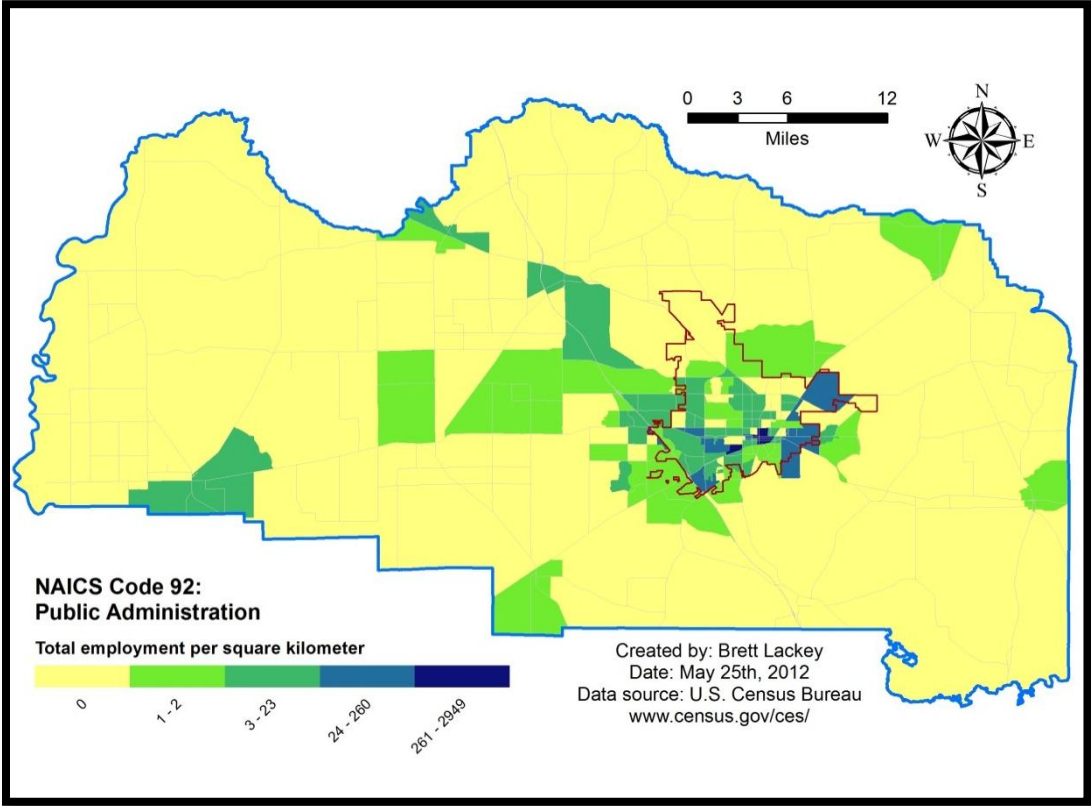 0 3 6 12
Miles
N
W E
S
NAICS Code 92:
Public Administration
Total employment per square kilometer
0
1 - 2
3 - 23
24 - 260
261 - 2949
Created by: Brett Lackey
Date: May 25th, 2012
Data source: U.S. Census Bureau
www.census.gov/ces/